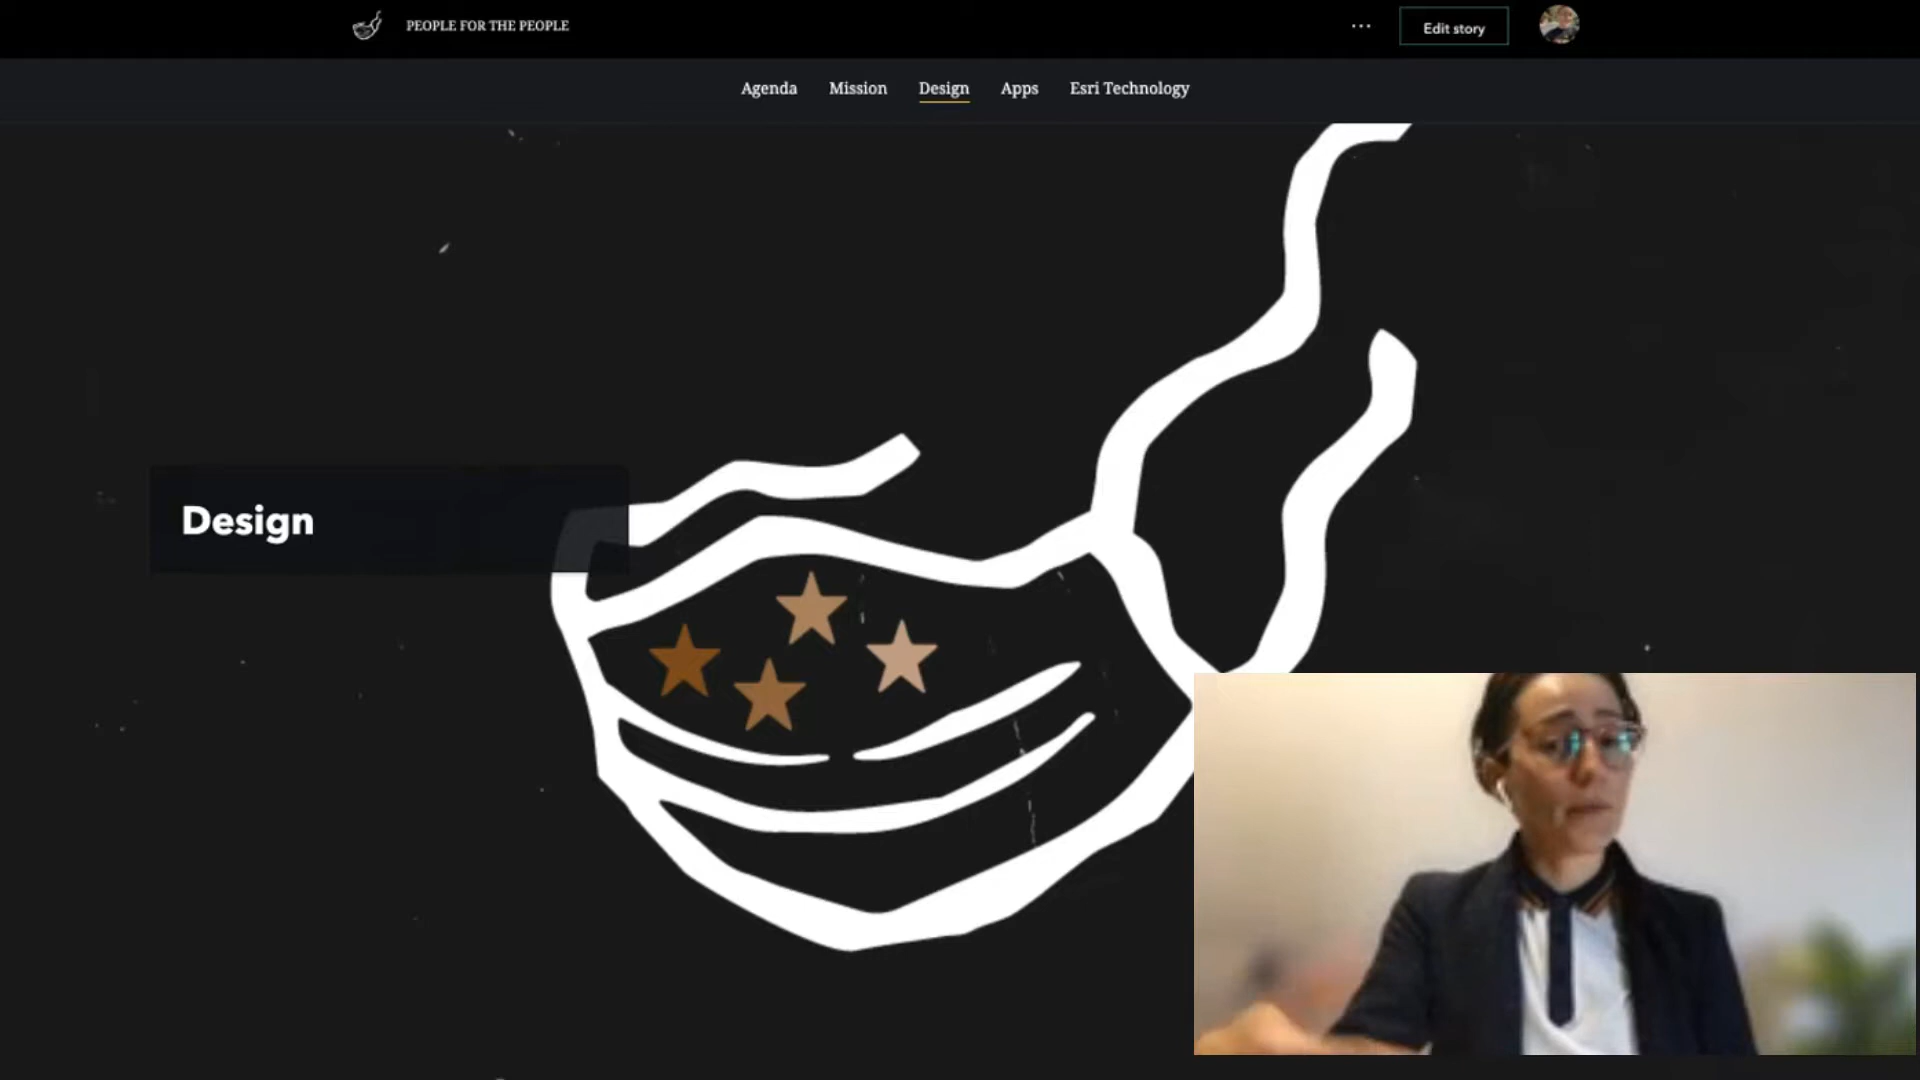 PEOPLE FOR THE PEOPLE
Edit story
Agenda Mission Design Apps Esri Technology
Design